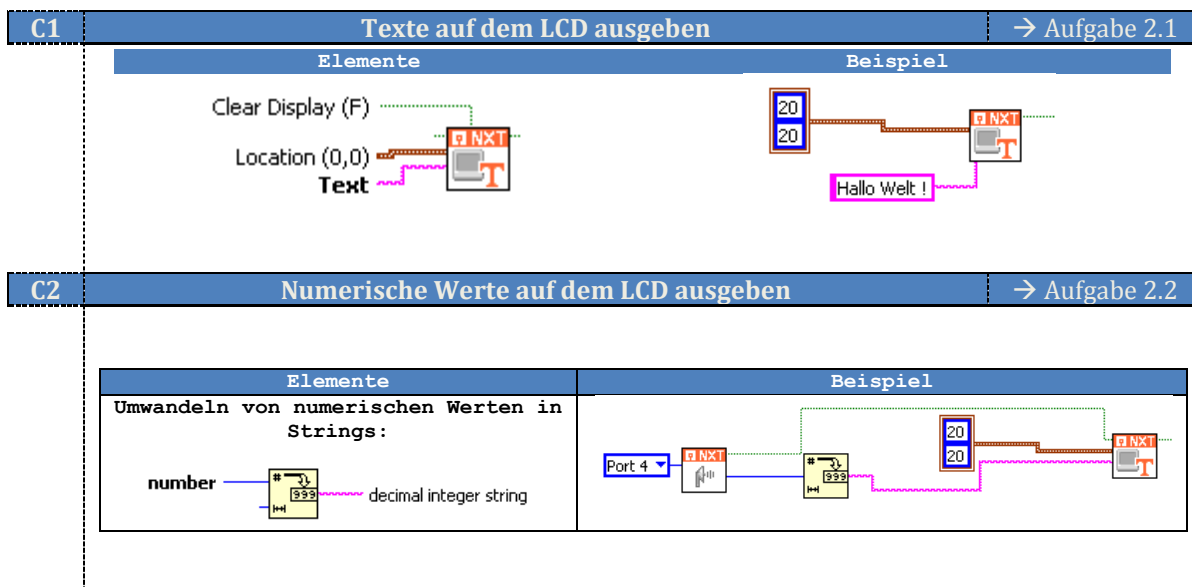 C1 Texte auf dem LCD ausgeben → Aufgabe 2.1
Elemente Beispiel
Clear Display (F)
NXT
Location (0,0)
Text
T
20
20
NXT
T
Hallo Welt !
C2 Numerische Werte auf dem LCD ausgeben → Aufgabe 2.2
Elemente Beispiel
Umwandeln von numerischen Werten in
Strings:
number
#
999
decimal integer string
Port 4
NXT
#
999
20
20
NXT
T